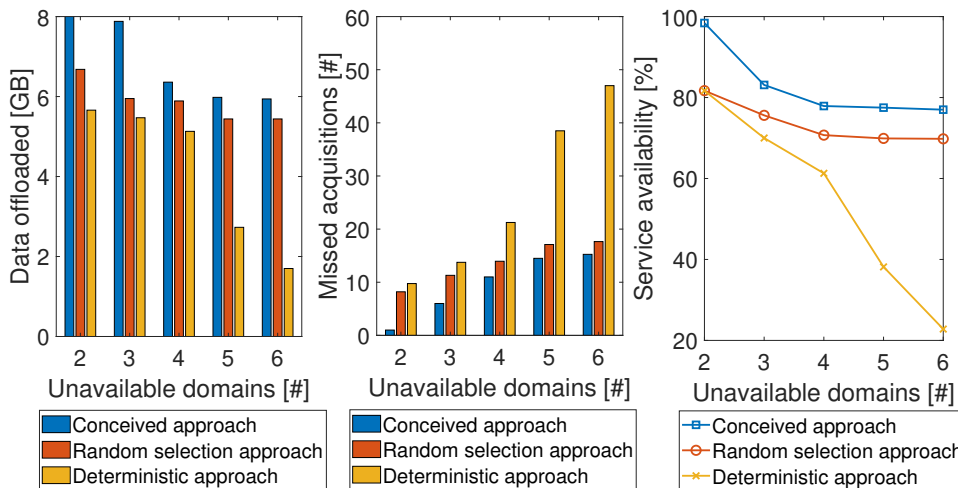 Data offloaded [GB]
8
6
4
2
0
2 3 4 5 6
Unavailable domains [#]
Conceived approach
Random selection approach
Deterministic approach
Missed acquisitions [#]
60
50
40
30
20
10
0
2 3 4 5 6
Unavailable domains [#]
Conceived approach
Random selection approach
Deterministic approach
Service availability [%]
100
80
60
40
20
2 3 4 5 6
Unavailable domains [#]
Conceived approach
Random selection approach
Deterministic approach